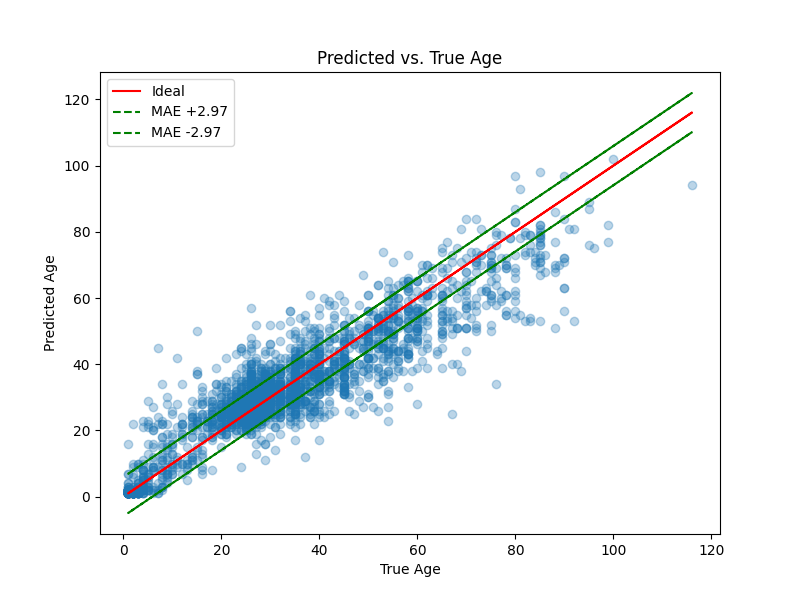 Predicted vs. True Age
Ideal
MAE +2.97
MAE -2.97
Predicted Age
120
100
80
60
40
20
0
0 20 40 60 80 100 120
True Age